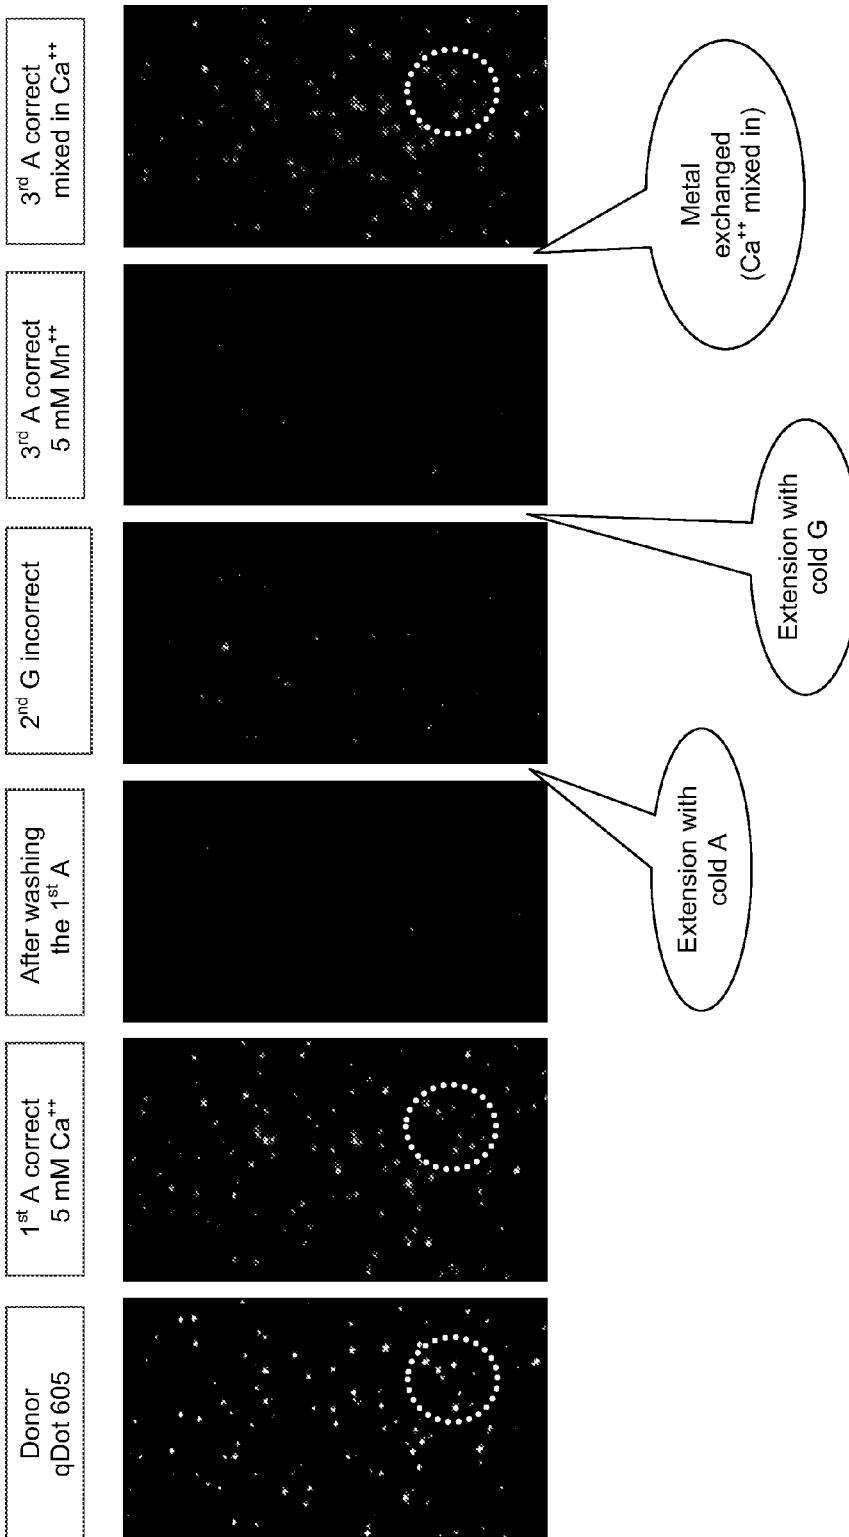 Donor
qDot 605
1st A correct
5 mM Ca++
After washing
the 1st A
2nd G incorrect
3rd A correct
5 mM Mn++
3rd A correct
mixed in Ca++
Extension with
cold A
Extension with
cold G
Metal
exchanged
(Ca++ mixed in)